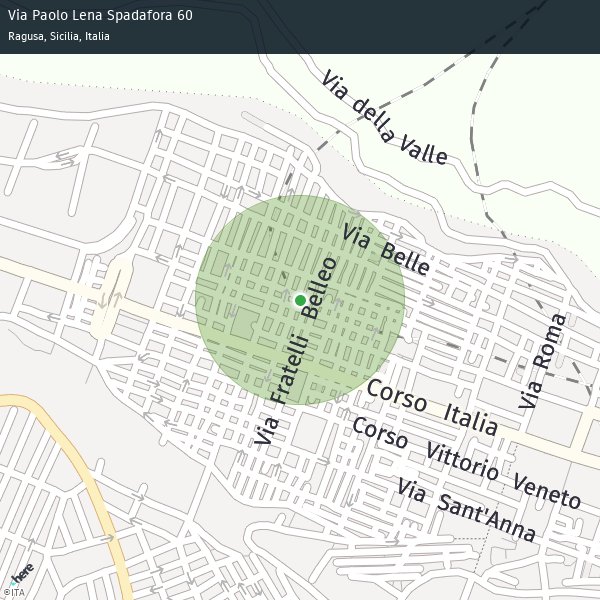 Via Paolo Lena Spadafora 60
Ragusa, Sicilia, Italia
Via della Valle
Via Belle
Via Fratelli Belleo
Via Roma
Corso Italia
Corso Vittorio Veneto
Via Sant'Anna
here
©ITA